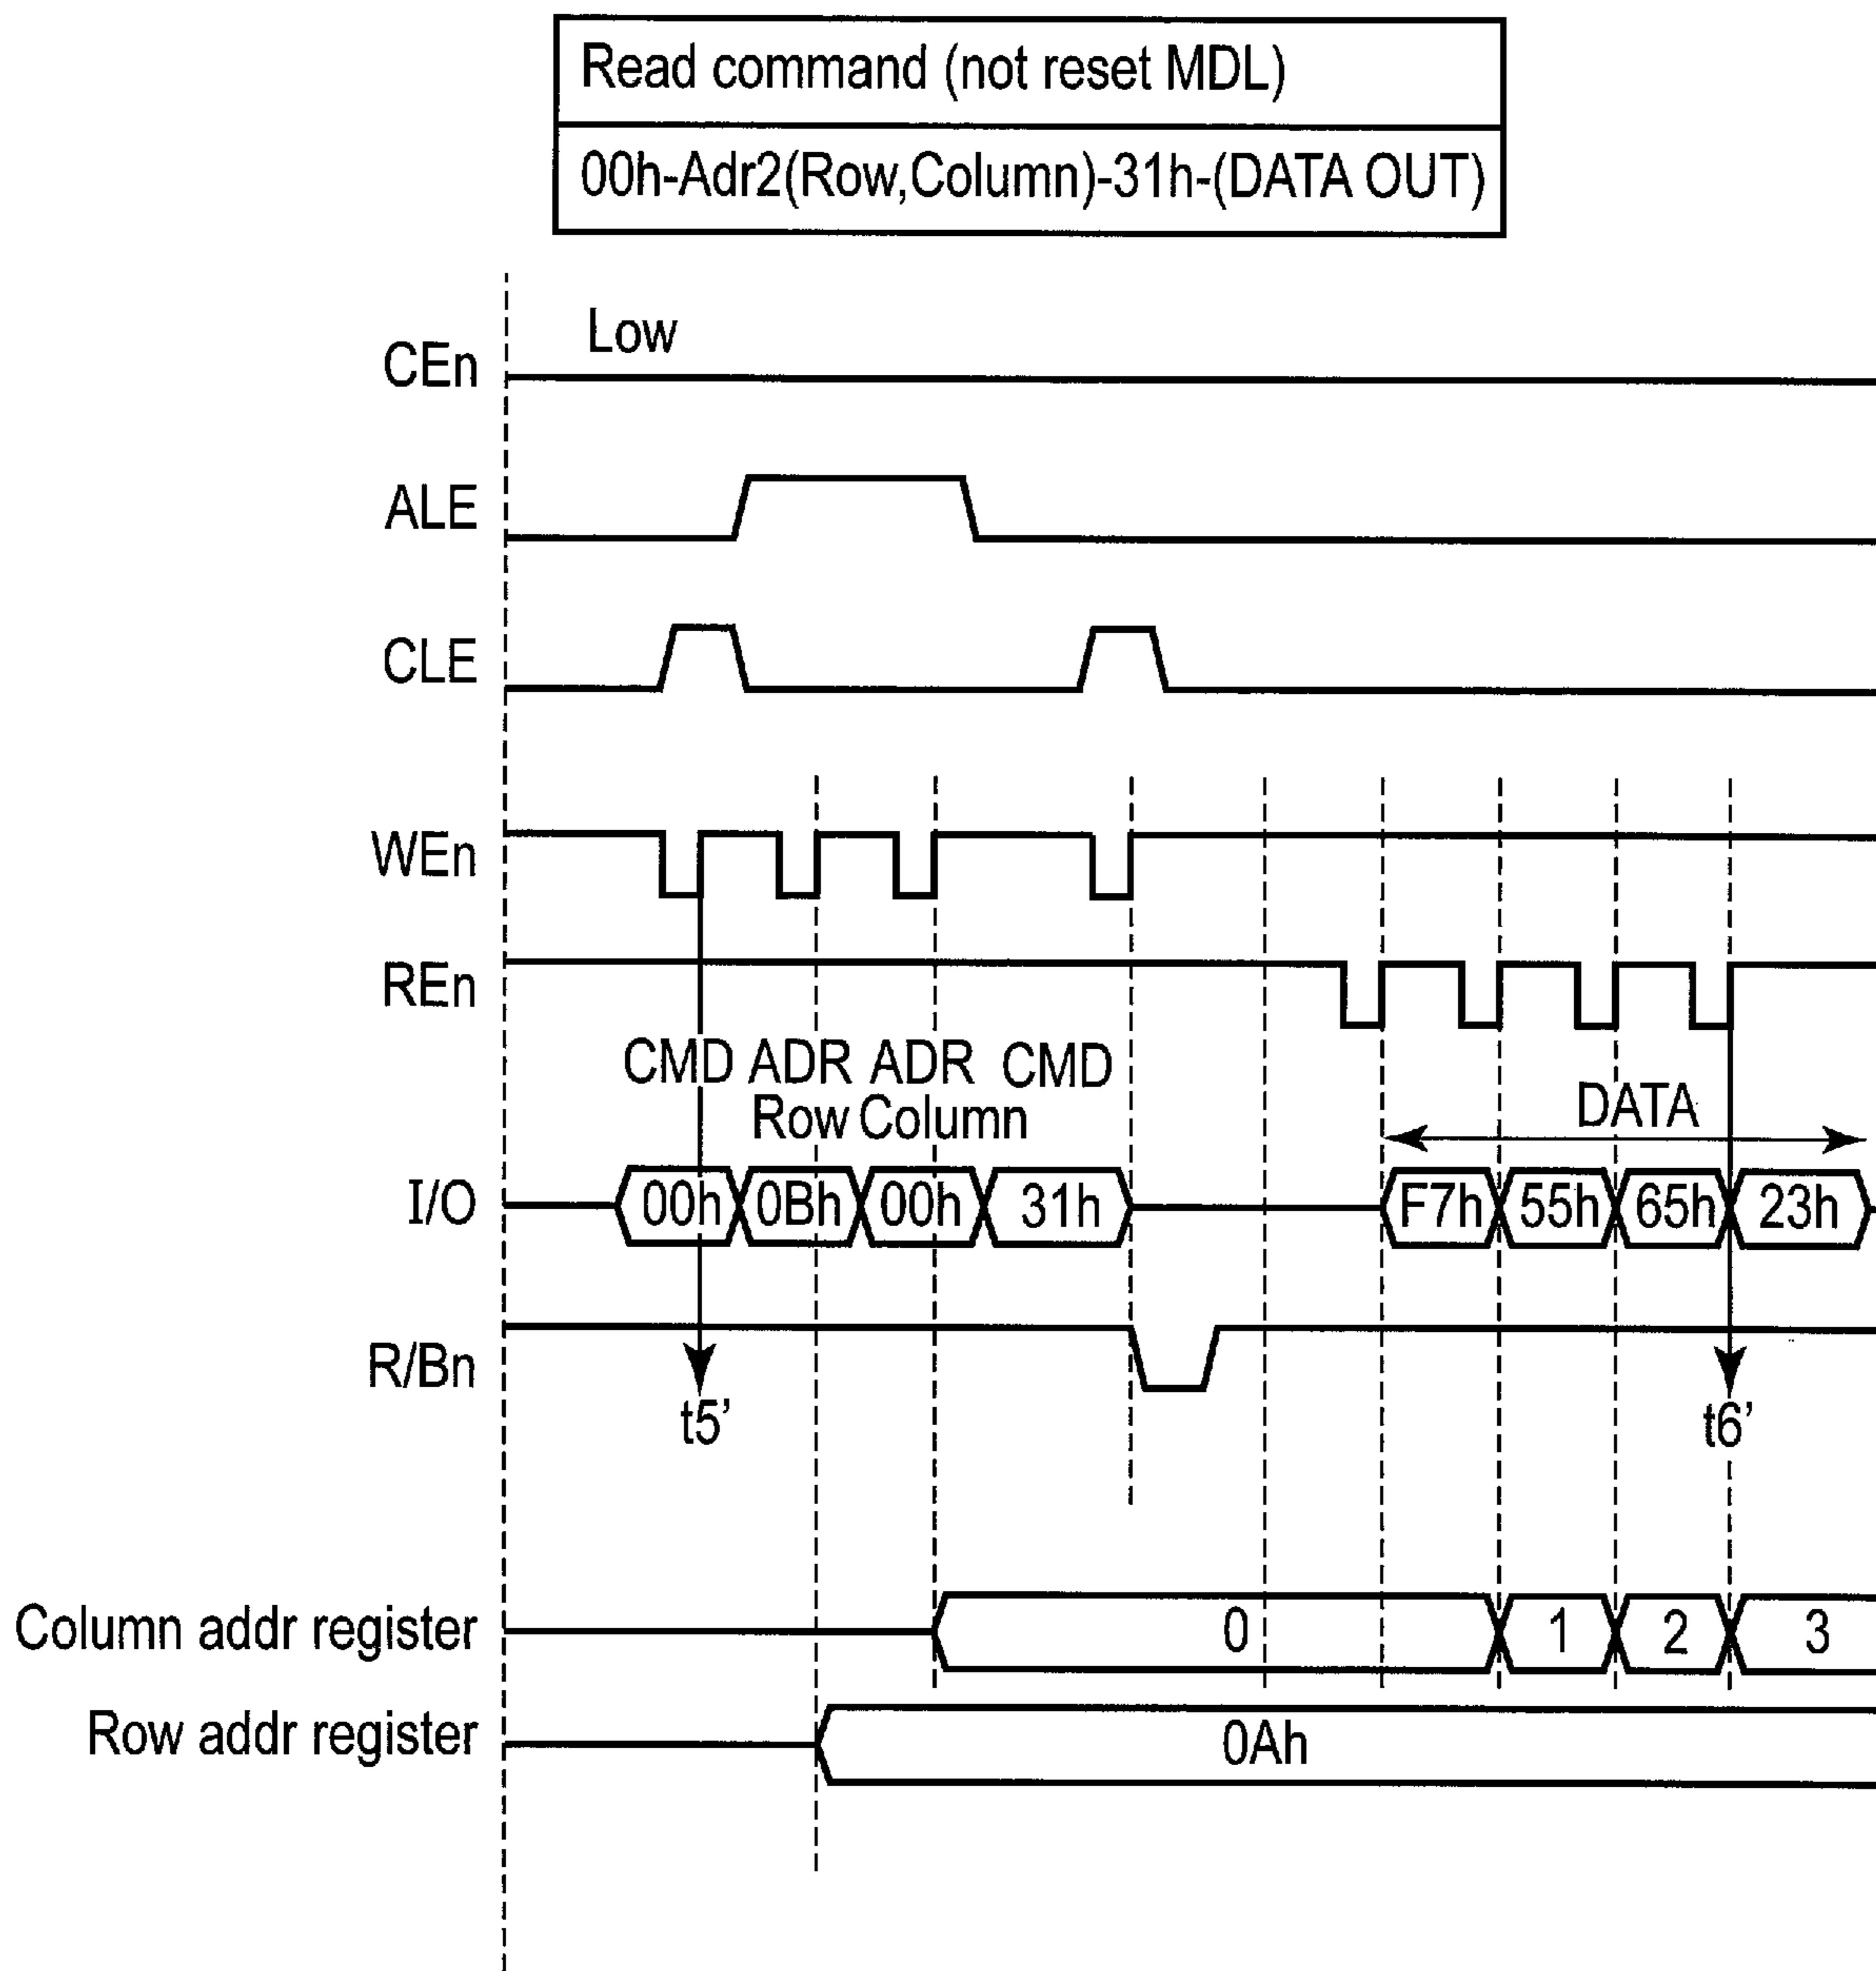 Read command (not reset MDL)
00h-Adr2(Row,Column)-31h-(DATA OUT)
Low
CEn
ALE
CLE
WEn
REn
CMD ADR ADR CMD
Row Column
DATA
I/O 00h 0Bh 00h 31h F7h 55h 65h 23h
R/Bn
t5’ t6’
Column addr register 0 1 2 3
Row addr register 0Ah